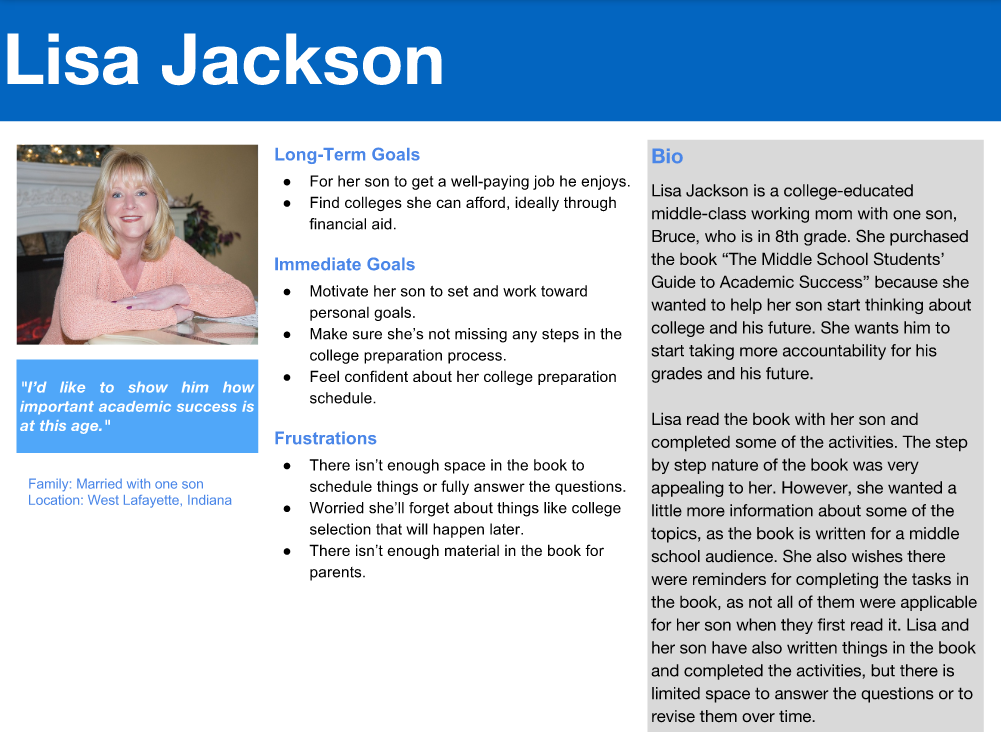 Lisa Jackson
"I'd like to show him how
important academic success is
at this age."
Family: Married with one son
Location: West Lafayette, Indiana
Long-Term Goals
● For her son to get a well-paying job he enjoys.
● Find colleges she can afford, ideally through
financial aid.
Immediate Goals
● Motivate her son to set and work toward
personal goals.
● Make sure she's not missing any steps in the
college preparation process.
● Feel confident about her college preparation
schedule.
Frustrations
● There isn't enough space in the book to
schedule things or fully answer the questions.
● Worried she'll forget about things like college
selection that will happen later.
● There isn't enough material in the book for
parents.
Bio
Lisa Jackson is a college-educated
middle-class working mom with one son,
Bruce, who is in 8th grade. She purchased
the book “The Middle School Students’
Guide to Academic Success” because she
wanted to help her son start thinking about
college and his future. She wants him to
start taking more accountability for his
grades and his future.
Lisa read the book with her son and
completed some of the activities. The step
by step nature of the book was very
appealing to her. However, she wanted a
little more information about some of the
topics, as the book is written for a middle
school audience. She also wishes there
were reminders for completing the tasks in
the book, as not all of them were applicable
for her son when they first read it. Lisa and
her son have also written things in the book
and completed the activities, but there is
limited space to answer the questions or to
revise them over time.